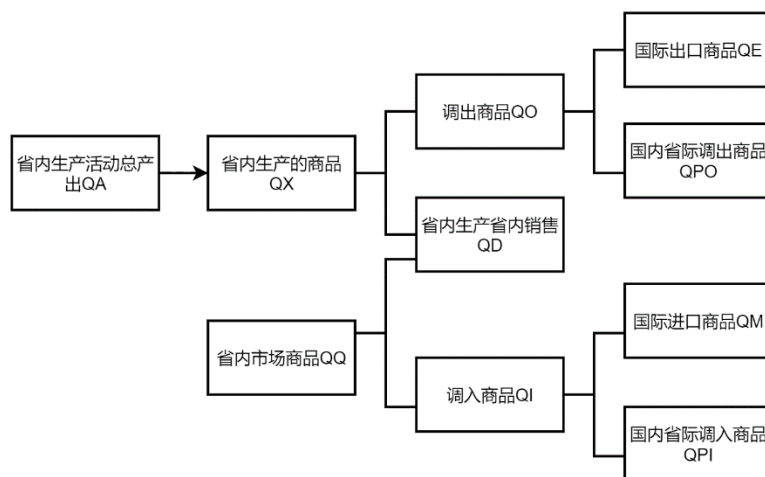 国际出口商品QE
调出商品QO
省内生产活动总产
出QA
省内生产的商品
QX
国内省际调出商品
QPO
省内生产省内销售
QD
国际进口商品QM
省内市场商品QQ
调入商品QI
国内省际调入商品
QPI